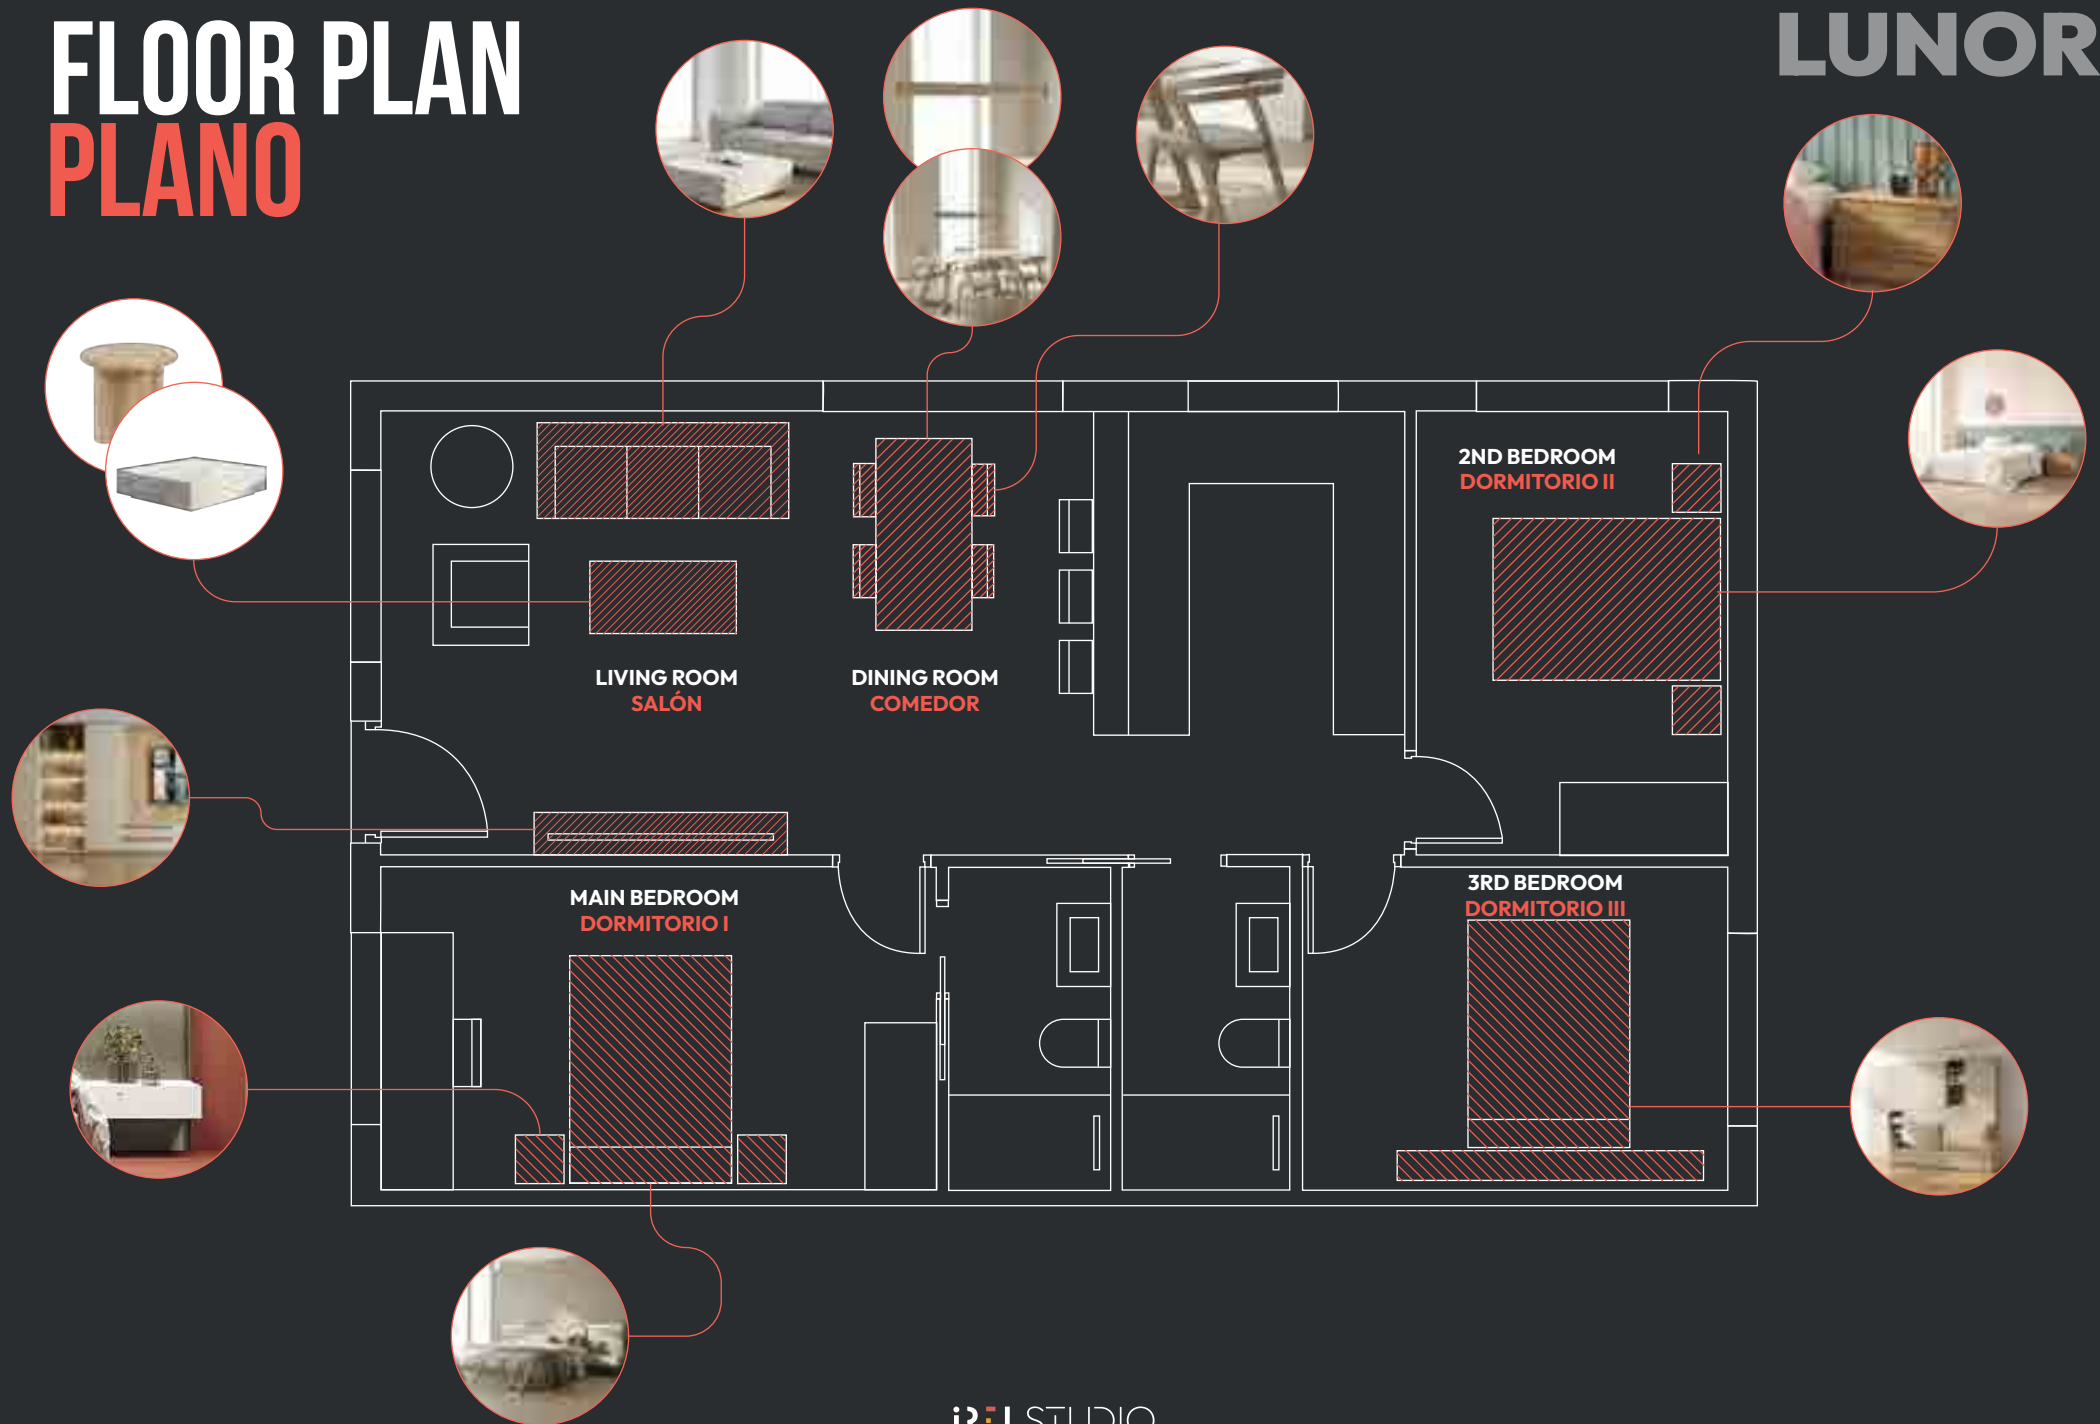 FLOOR PLAN
PLANO
LUNOR
2ND BEDROOM
DORMITORIO II
LIVING ROOM
SALÓN
DINING ROOM
COMEDOR
MAIN BEDROOM
DORMITORIO I
3RD BEDROOM
DORMITORIO III
STUDIO